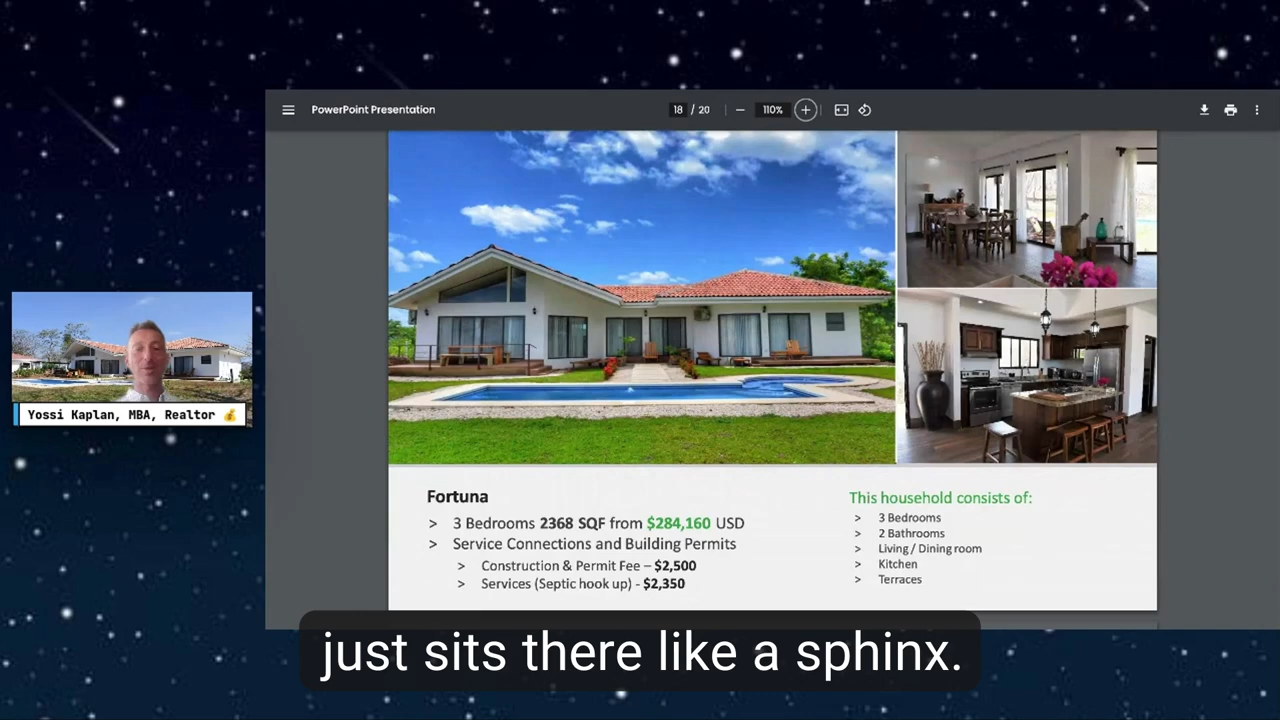 PowerPoint Presentation
18 / 20
110%
Yossi Kaplan, MBA, Realtor 💰
Fortuna
> 3 Bedrooms 2368 SQF from $284,160 USD
> Service Connections and Building Permits
> Construction & Permit Fee – $2,500
> Services (Septic hook up) - $2,350
This household consists of:
> 3 Bedrooms
> 2 Bathrooms
> Living / Dining room
> Kitchen
> Terraces
just sits there like a sphinx.